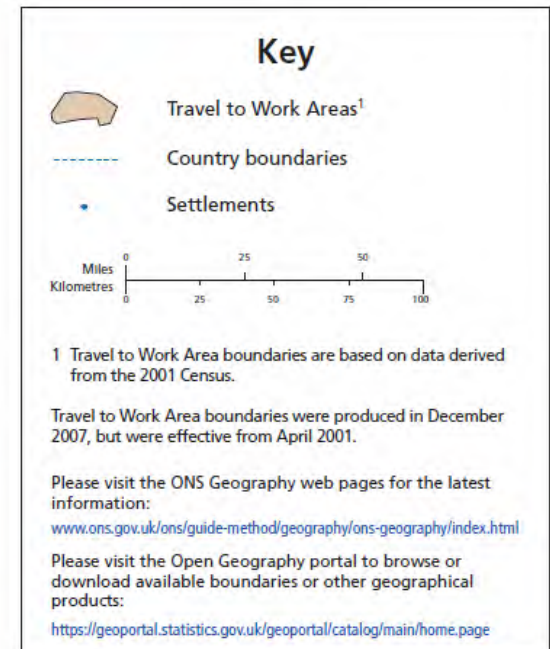 Key
Travel to Work Areas¹
Country boundaries
Settlements
0 25 50
Miles
Kilometres
0 25 50 75 100
1 Travel to Work Area boundaries are based on data derived
from the 2001 Census.
Travel to Work Area boundaries were produced in December
2007, but were effective from April 2001.
Please visit the ONS Geography web pages for the latest
information:
www.ons.gov.uk/ons/guide-method/geography/ons-geography/index.html
Please visit the Open Geography portal to browse or
download available boundaries or other geographical
products:
https://geoportal.statistics.gov.uk/geoportal/catalog/main/home.page